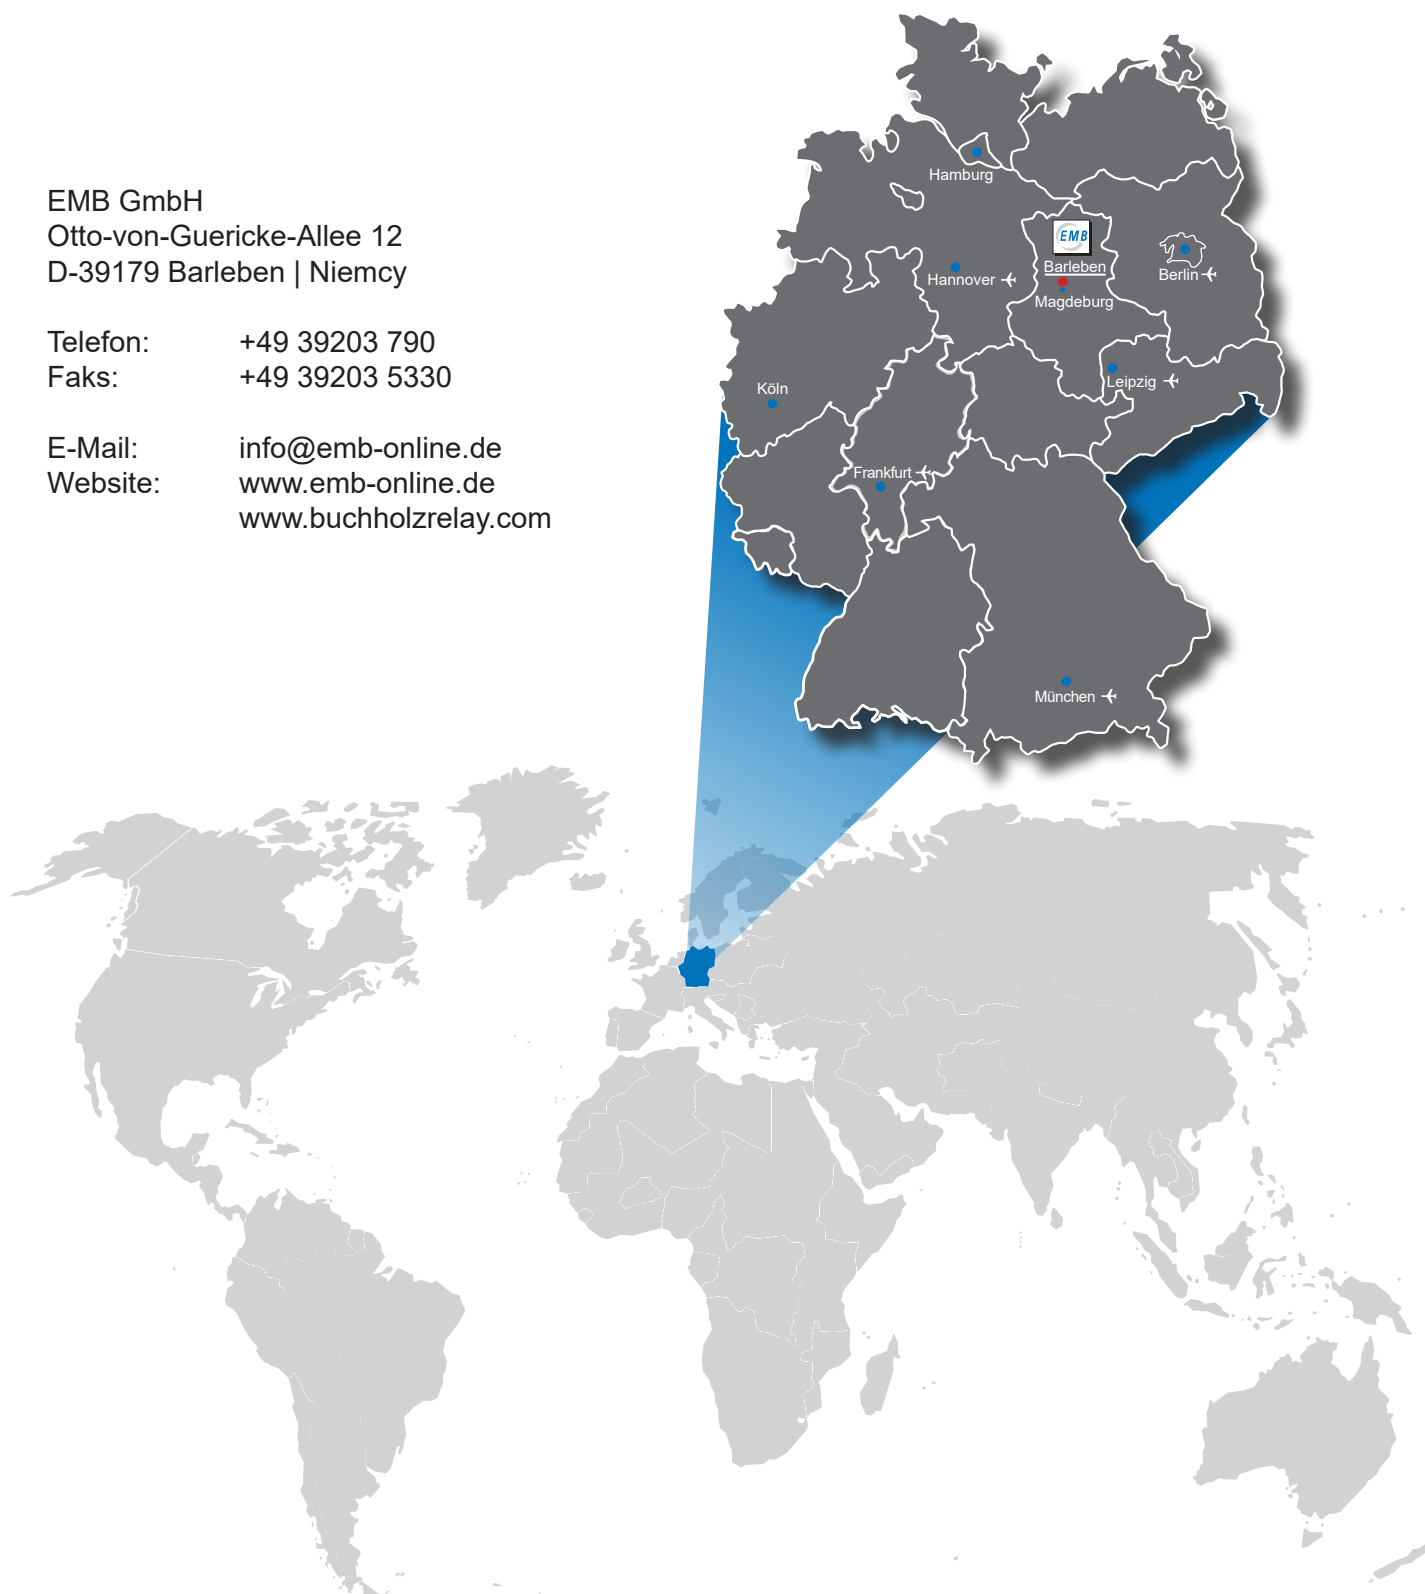 EMB GmbH
Otto-von-Guericke-Allee 12
D-39179 Barleben | Niemcy
Telefon: +49 39203 790
Faks: +49 39203 5330
E-Mail: info@emb-online.de
Website: www.emb-online.de
www.buchholzrelay.com
Hamburg
EMB
Barleben
Hannover
Berlin
Magdeburg
Leipzig
Köln
Frankfurt
München